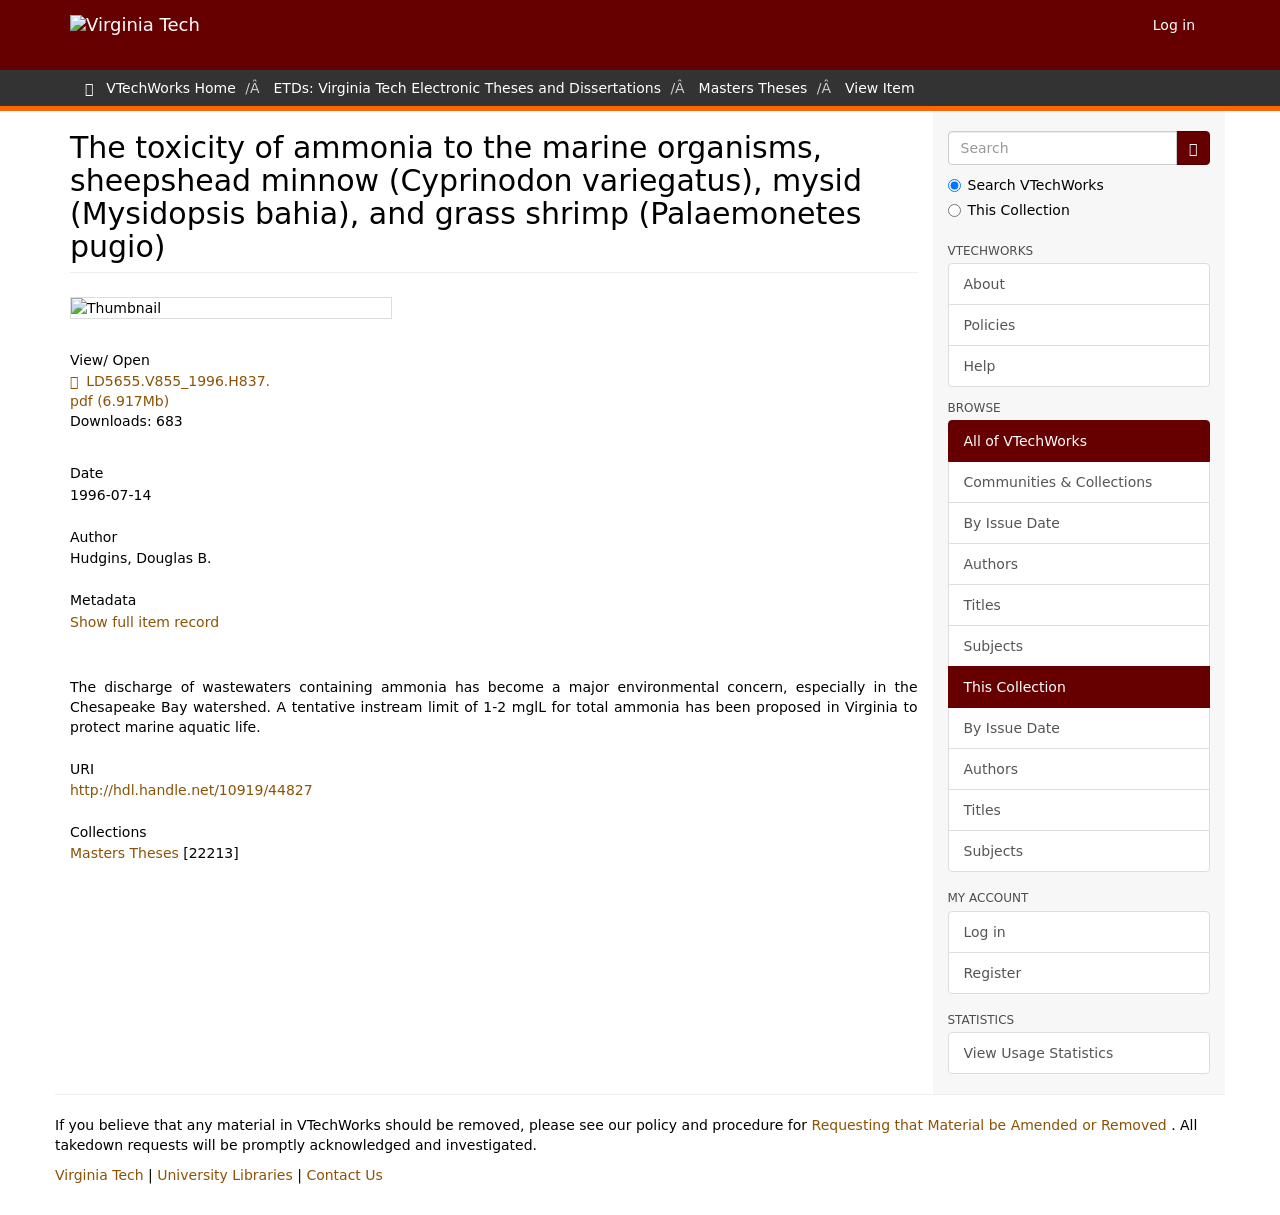 Virginia Tech
Log in
VTechWorks Home /Â ETDs: Virginia Tech Electronic Theses and Dissertations /Â Masters Theses /Â View Item
The toxicity of ammonia to the marine organisms,
sheepshead minnow (Cyprinodon variegatus), mysid
(Mysidopsis bahia), and grass shrimp (Palaemonetes
pugio)
Thumbnail
View/ Open
LD5655.V855_1996.H837.
pdf (6.917Mb)
Downloads: 683
Date
1996-07-14
Author
Hudgins, Douglas B.
Metadata
Show full item record
The discharge of wastewaters containing ammonia has become a major environmental concern, especially in the
Chesapeake Bay watershed. A tentative instream limit of 1-2 mglL for total ammonia has been proposed in Virginia to
protect marine aquatic life.
URI
http://hdl.handle.net/10919/44827
Collections
Masters Theses [22213]
Search
Search VTechWorks
This Collection
VTECHWORKS
About
Policies
Help
BROWSE
All of VTechWorks
Communities & Collections
By Issue Date
Authors
Titles
Subjects
This Collection
By Issue Date
Authors
Titles
Subjects
MY ACCOUNT
Log in
Register
STATISTICS
View Usage Statistics
If you believe that any material in VTechWorks should be removed, please see our policy and procedure for Requesting that Material be Amended or Removed . All
takedown requests will be promptly acknowledged and investigated.
Virginia Tech | University Libraries | Contact Us